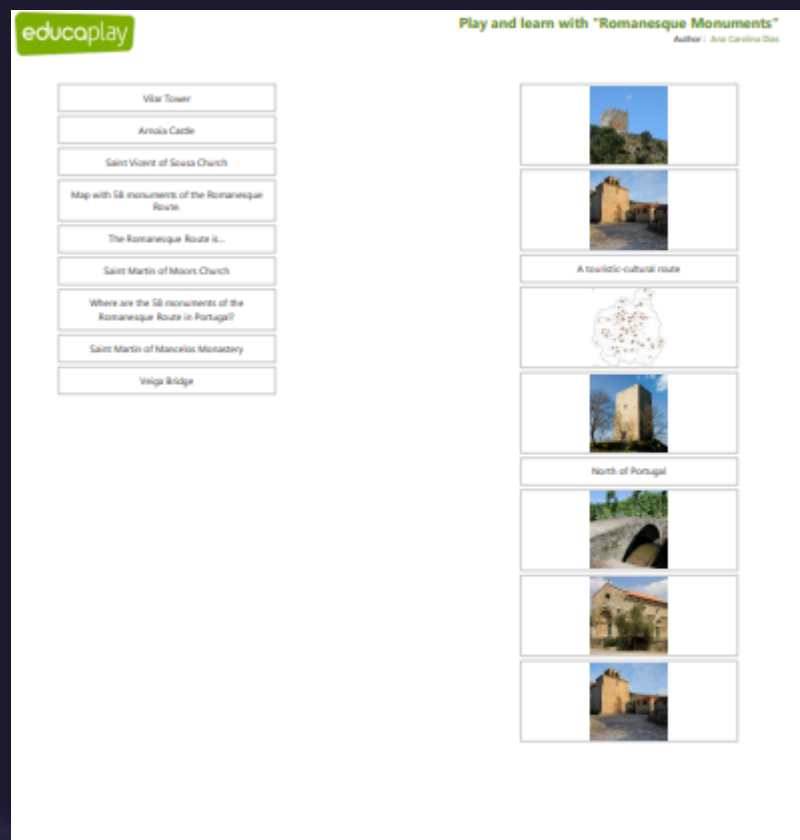 educaplay
Play and learn with "Romanesque Monuments"
Author : Ana Carolina Dias
Vilar Tower
Arnoia Castle
Saint Vicent of Sousa Church
Map with 58 monuments of the Romanesque
Route.
The Romanesque Route is...
Saint Martin of Moors Church
Where are the 58 monuments of the
Romanesque Route in Portugal?
Saint Martin of Mancelos Monastery
Veiga Bridge
A touristic-cultural route
North of Portugal